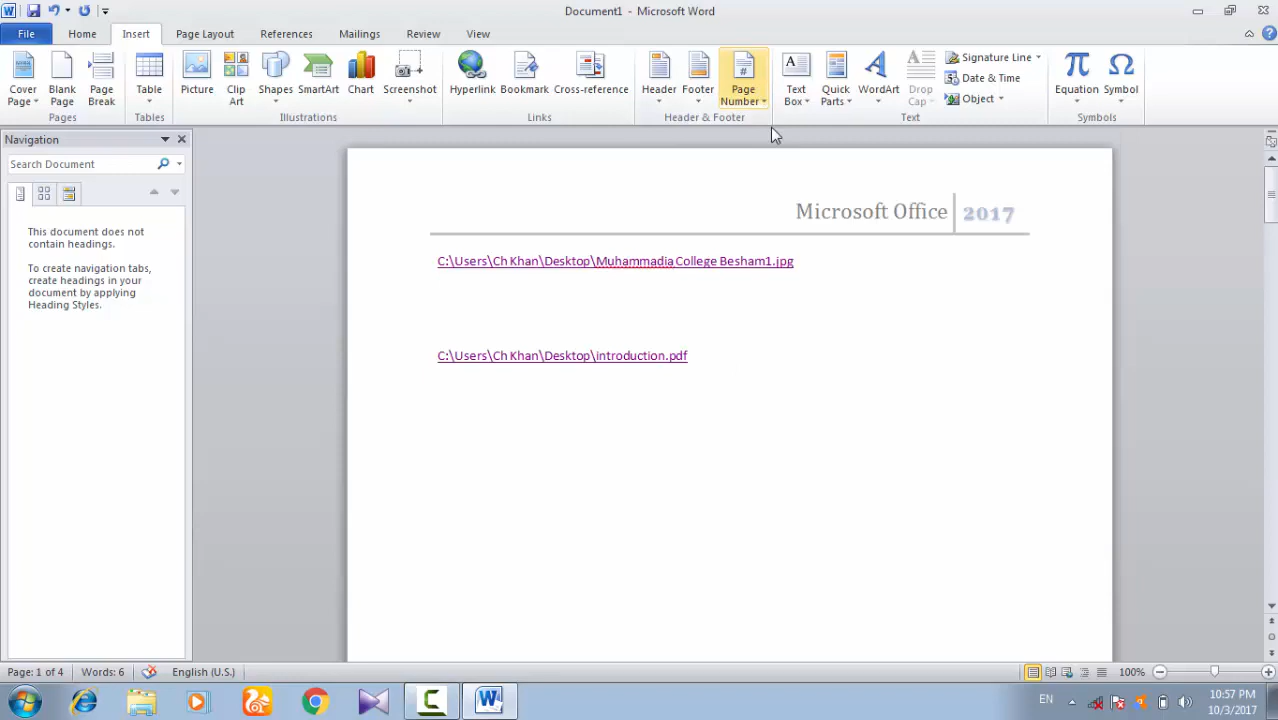 Document1 - Microsoft Word
File Home Insert Page Layout References Mailings Review View
Cover Page
Blank Page
Page Break
Pages
Table
Tables
Picture
Clip Art
Shapes
SmartArt
Chart
Screenshot
Illustrations
Hyperlink
Bookmark
Cross-reference
Links
Header
Footer
Page Number
Header & Footer
Text Box
Quick Parts
WordArt
Drop Cap
Signature Line
Date & Time
Object
Text
Equation
Symbol
Symbols
Navigation
Search Document
This document does not
contain headings.
To create navigation tabs,
create headings in your
document by applying
Heading Styles.
Microsoft Office 2017
C:\Users\Ch Khan\Desktop\Muhammadia College Besham1.jpg
C:\Users\Ch Khan\Desktop\introduction.pdf
Page: 1 of 4 Words: 6 English (U.S.) 100%
EN 10:57 PM
10/3/2017